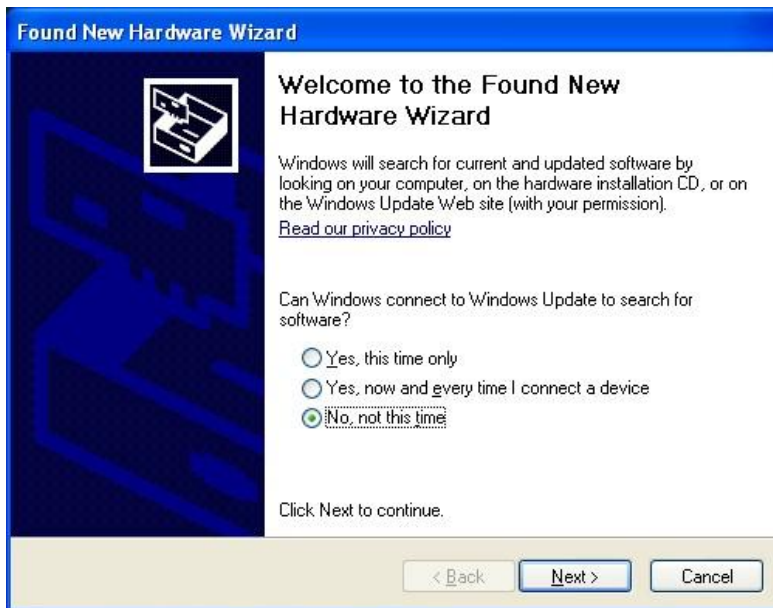 Found New Hardware Wizard
Welcome to the Found New
Hardware Wizard
Windows will search for current and updated software by
looking on your computer, on the hardware installation CD, or on
the Windows Update Web site (with your permission).
Read our privacy policy
Can Windows connect to Windows Update to search for
software?
Yes, this time only
Yes, now and every time I connect a device
No, not this time
Click Next to continue.
< Back
Next >
Cancel